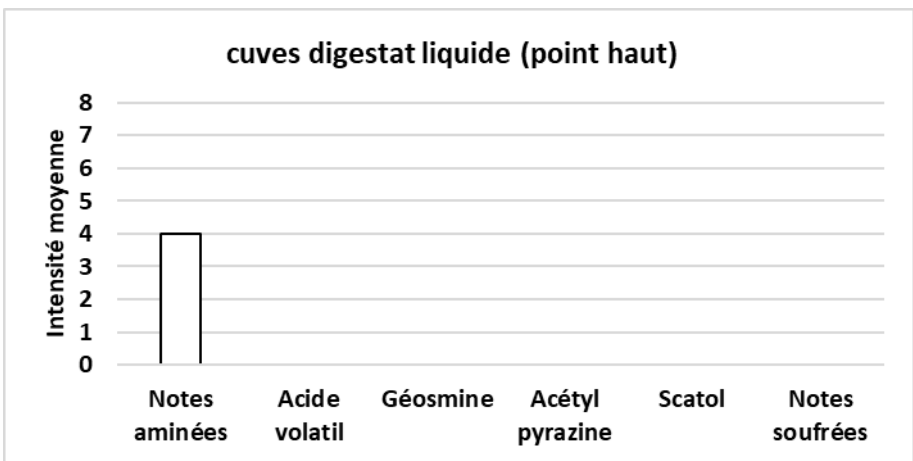 cuves digestat liquide (point haut)
Intensité moyenne
8
7
6
5
4
3
2
1
0
Notes
aminées
Acide
volatil
Géosmine
Acétyl
pyrazine
Scatol
Notes
soufrées